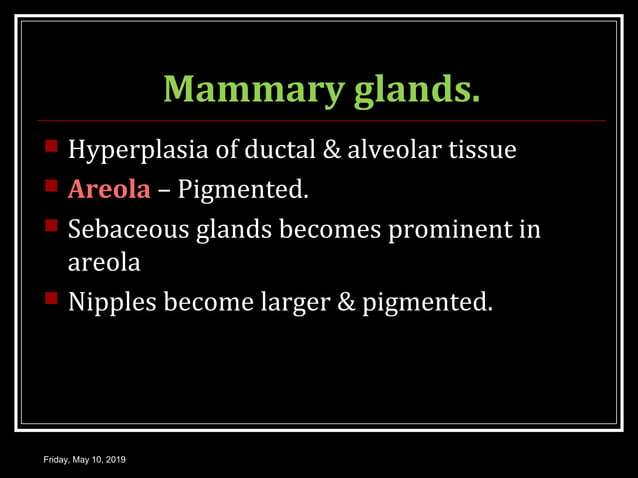 Mammary glands.
Hyperplasia of ductal & alveolar tissue
Areola – Pigmented.
Sebaceous glands becomes prominent in
areola
Nipples become larger & pigmented.
Friday, May 10, 2019